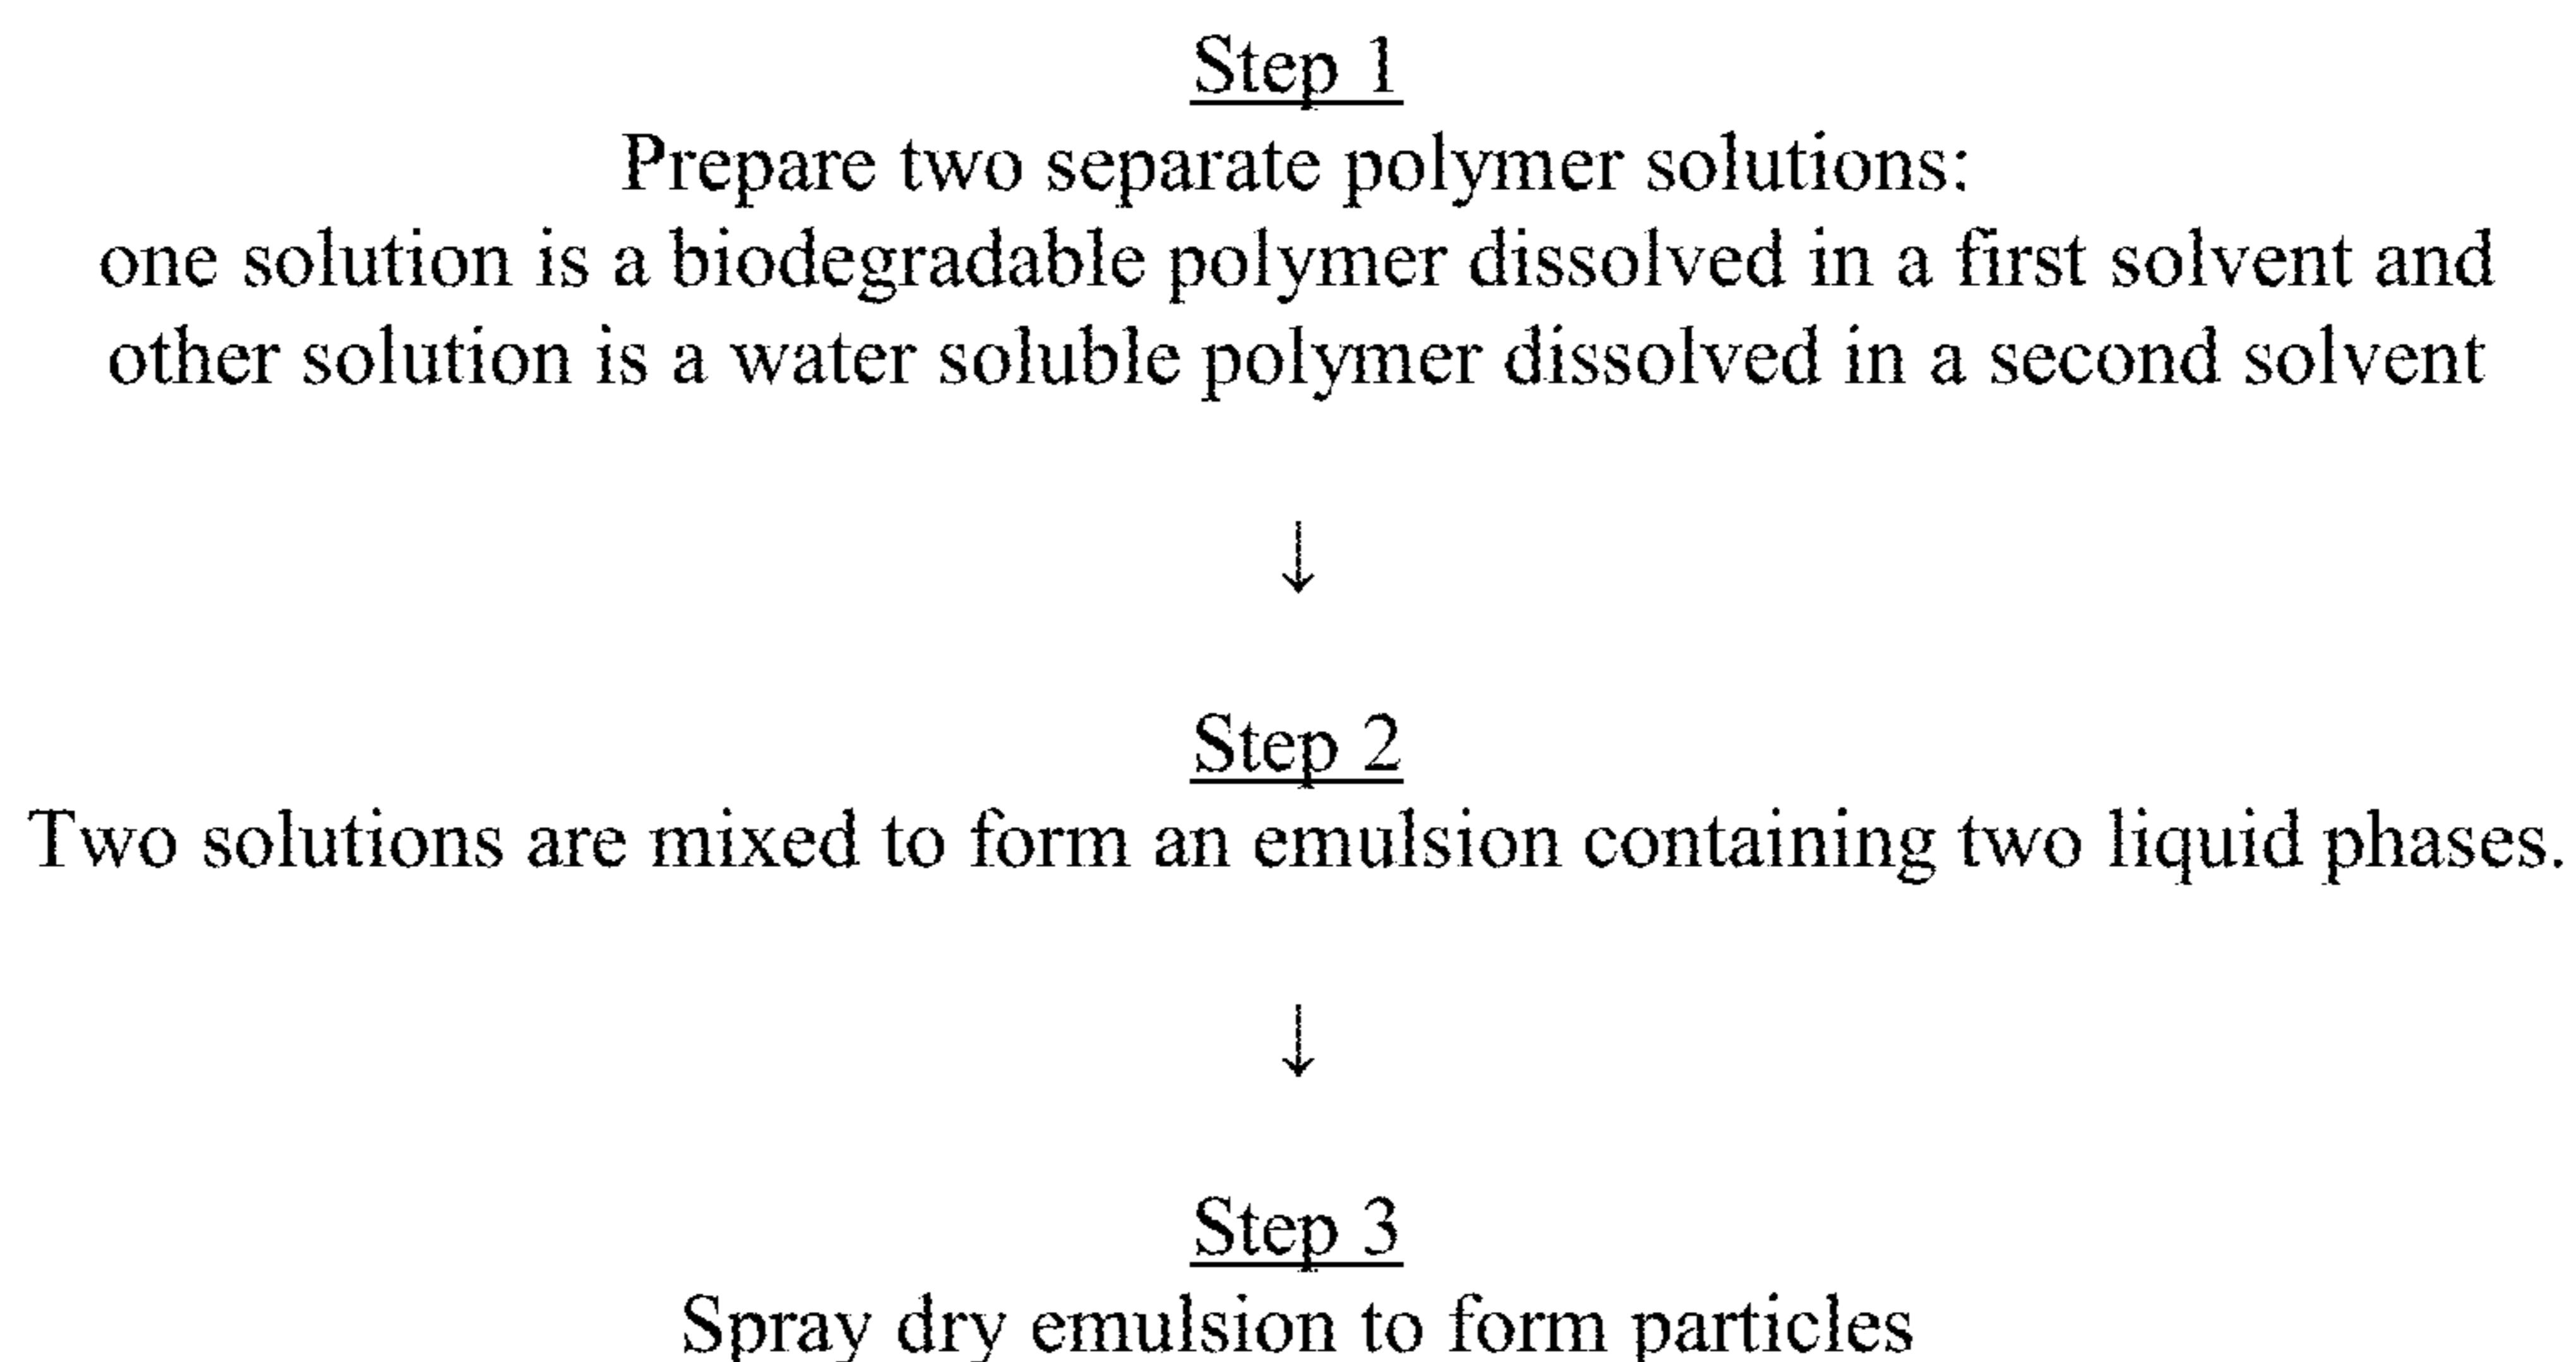 Step 1
Prepare two separate polymer solutions:
one solution is a biodegradable polymer dissolved in a first solvent and
other solution is a water soluble polymer dissolved in a second solvent
↓
Step 2
Two solutions are mixed to form an emulsion containing two liquid phases.
↓
Step 3
Spray dry emulsion to form particles